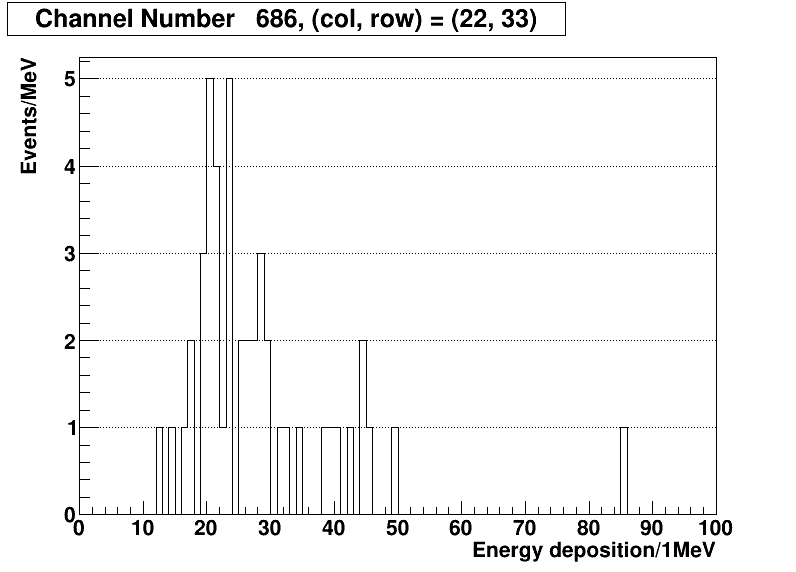 Channel Number 686, (col, row) = (22, 33)
Events/MeV
5
4
3
2
1
0
0 10 20 30 40 50 60 70 80 90 100
Energy deposition/1MeV